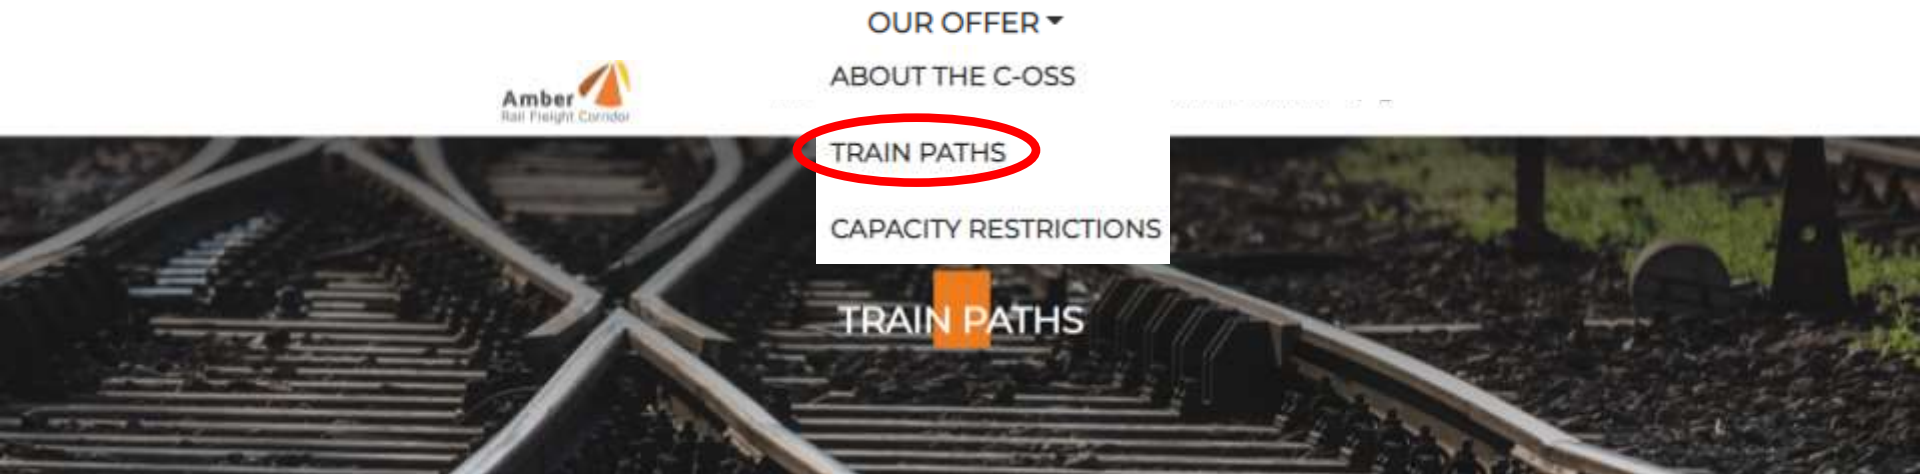 OUR OFFER
ABOUT THE C-OSS
Amber
Rail Freight Corridor
TRAIN PATHS
CAPACITY RESTRICTIONS
TRAIN PATHS